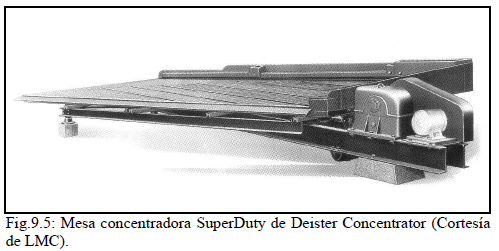 Fig.9.5: Mesa concentradora SuperDuty de Deister Concentrator (Cortesía
de LMC).